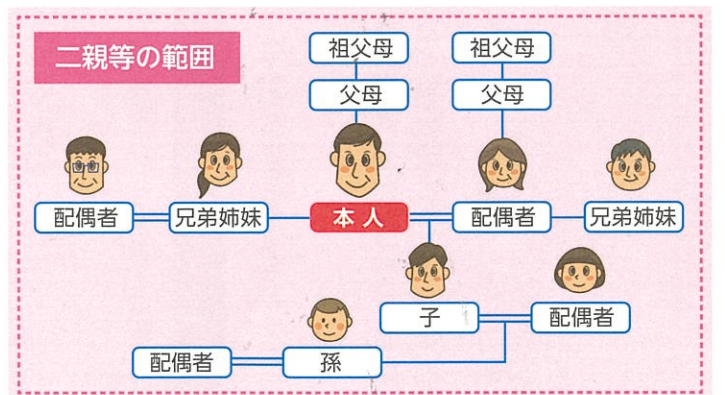 二親等の範囲
祖父母
祖父母
父母
父母
配偶者
兄弟姉妹
本人
配偶者
兄弟姉妹
子
配偶者
配偶者
孫